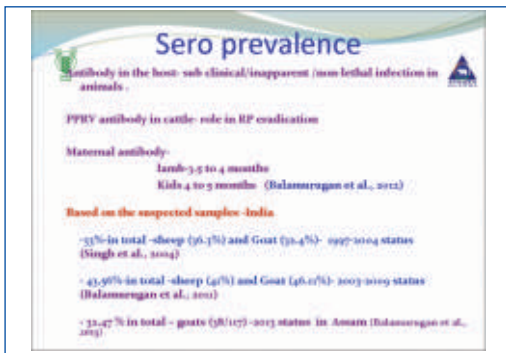 Sero prevalence
Antibody in the host- sub clinical/inapparent /non lethal infection in
animals .
PPRV antibody in cattle- role in RP eradication
Maternal antibody-
lamb-3.5 to 4 months
Kids 4 to 5 months (Balamurugan et al., 2012)
Based on the suspected samples -India
-33%-in total -sheep (36.3%) and Goat (32.4%)- 1997-2004 status
(Singh et al., 2004)
- 43.56%-in total -sheep (41%) and Goat (46.11%)- 2003-2009 status
(Balamurugan et al., 2011)
- 32.47 % in total – goats (38/117) -2013 status in Assam (Balamurugan et al.,